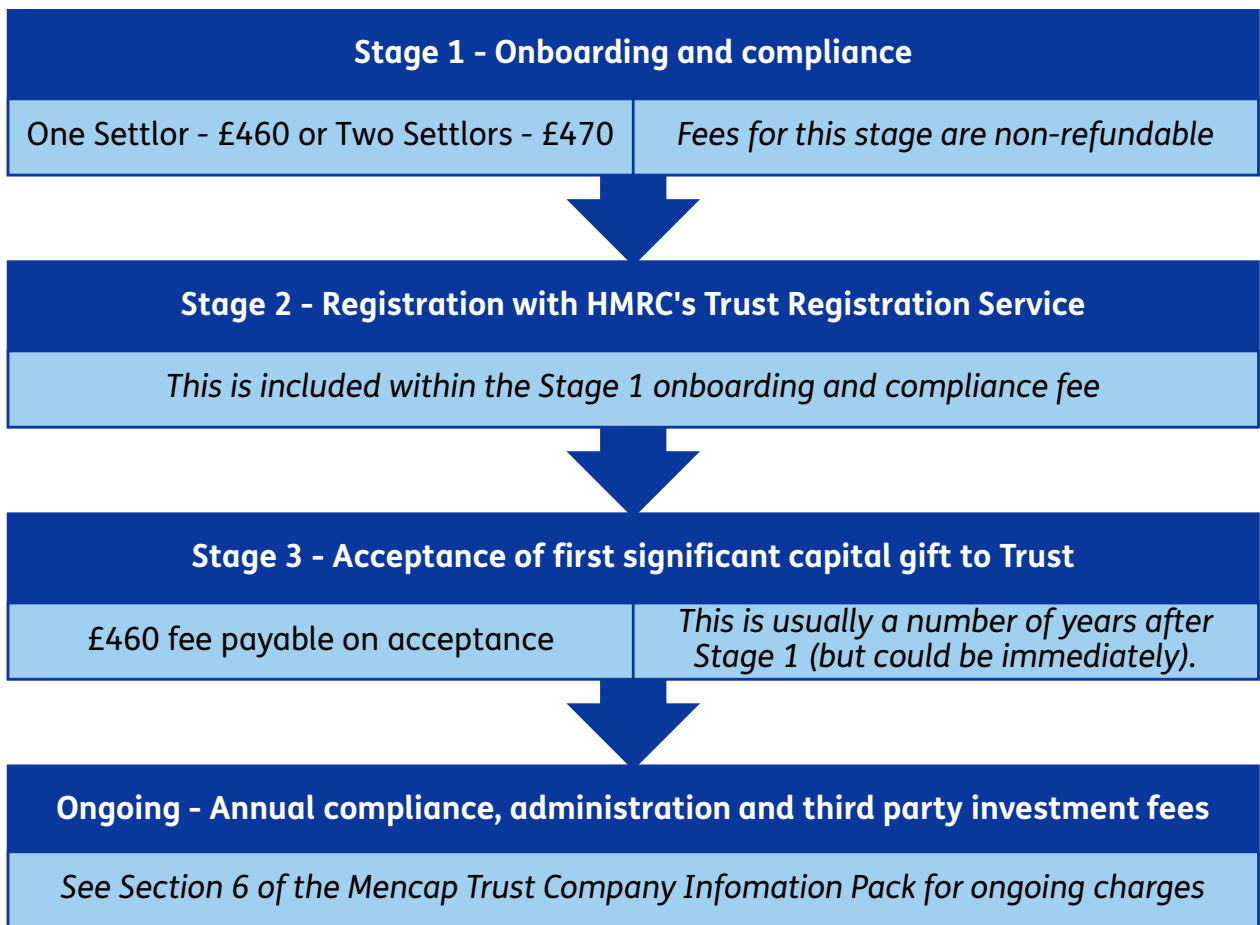 Stage 1 - Onboarding and compliance
One Settlor - £460 or Two Settlors - £470
Fees for this stage are non-refundable
Stage 2 - Registration with HMRC's Trust Registration Service
This is included within the Stage 1 onboarding and compliance fee
Stage 3 - Acceptance of first significant capital gift to Trust
£460 fee payable on acceptance
This is usually a number of years after
Stage 1 (but could be immediately).
Ongoing - Annual compliance, administration and third party investment fees
See Section 6 of the Mencap Trust Company Infomation Pack for ongoing charges